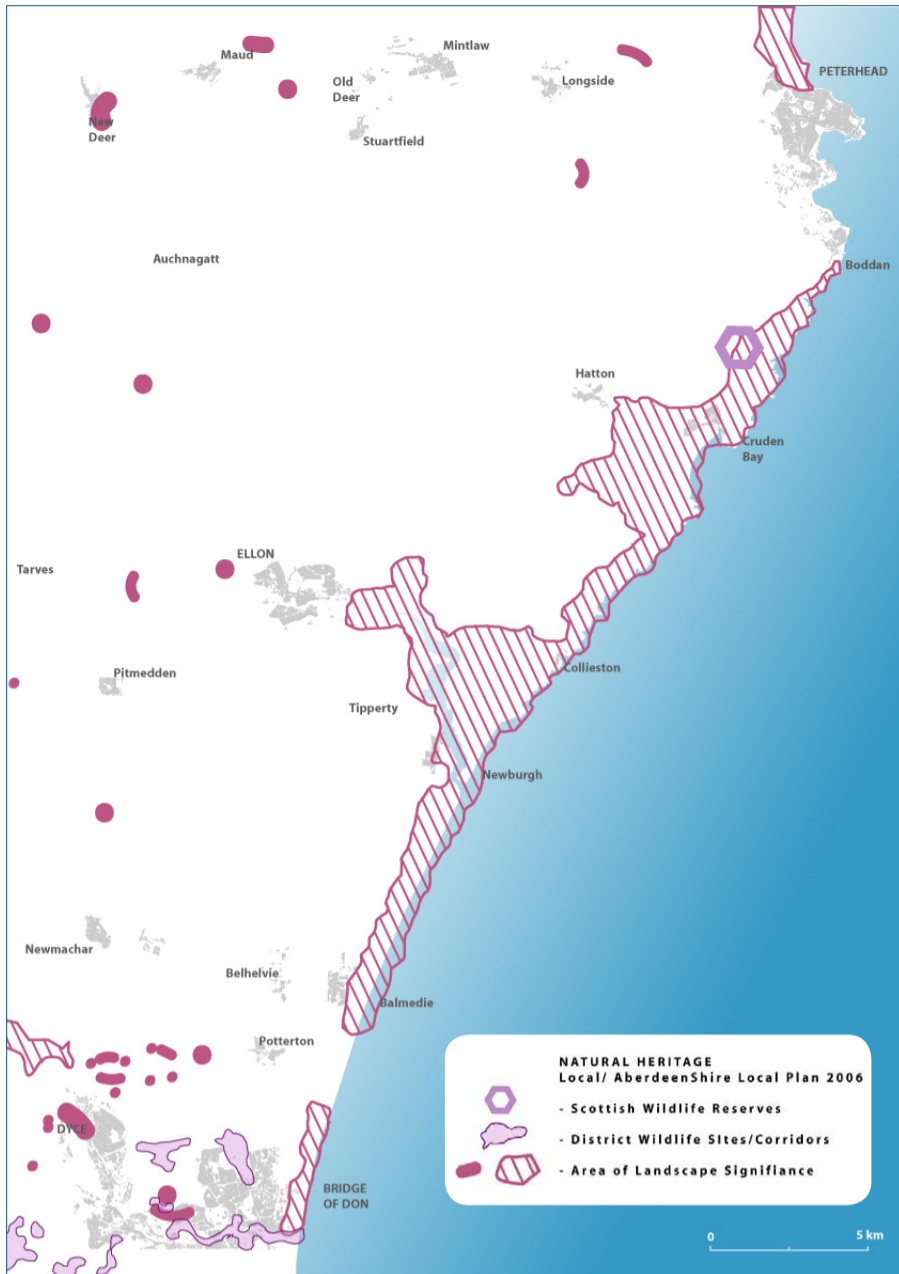 Mintlaw
Maud
PETERHEAD
Old
Deer
Longside
New
Deer
Stuartfield
Auchnagatt
Boddan
Hatton
Cruden
Bay
ELLON
Tarves
Collieston
Pitmedden
Tipperty
Newburgh
Newmachar
Belhelvie
Balmedie
Potterton
NATURAL HERITAGE
Local/ AberdeenShire Local Plan 2006
- Scottish Wildlife Reserves
- District Wildlife SItes/Corridors
- Area of Landscape Signifiance
DYCE
BRIDGE
OF DON
0 5 km